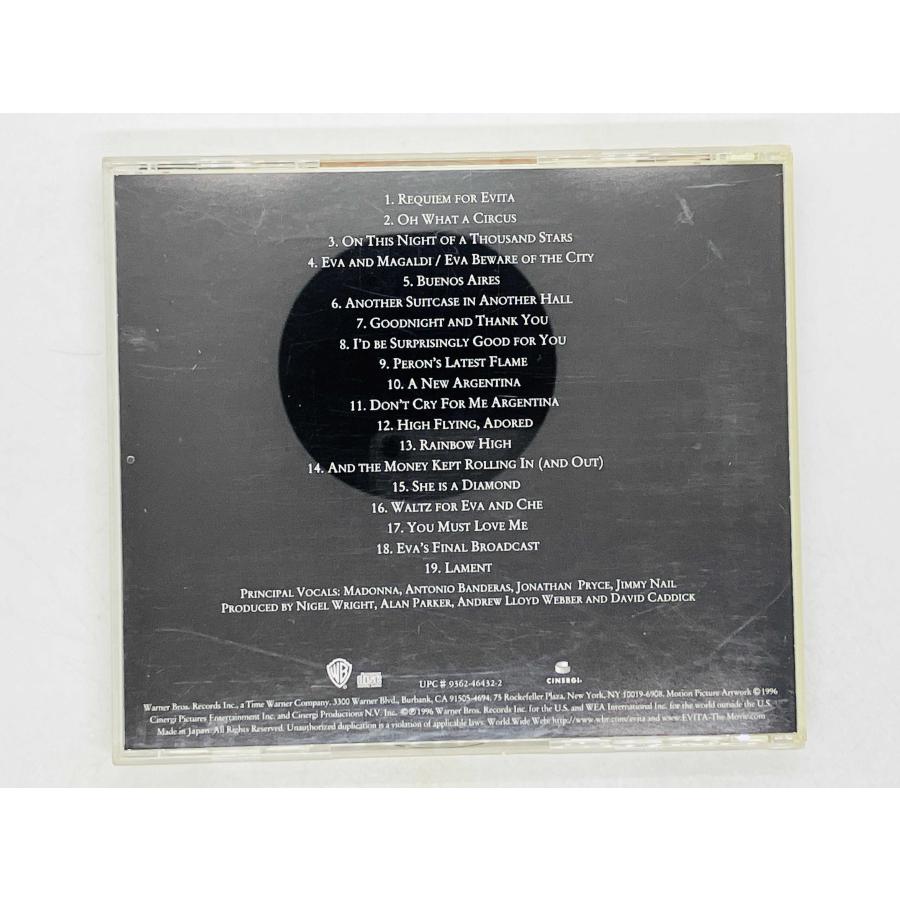 1. Requiem for Evita
2. Oh What a Circus
3. On This Night of a Thousand Stars
4. Eva and Magaldi / Eva Beware of the City
5. Buenos Aires
6. Another Suitcase in Another Hall
7. Goodnight and Thank You
8. I'd be Surprisingly Good for You
9. Peron's Latest Flame
10. A New Argentina
11. Don't Cry For Me Argentina
12. High Flying, Adored
13. Rainbow High
14. And the Money Kept Rolling In (and Out)
15. She is a Diamond
16. Waltz for Eva and Che
17. You Must Love Me
18. Eva's Final Broadcast
19. Lament
Principal Vocals: Madonna, Antonio Banderas, Jonathan Pryce, Jimmy Nail
Produced by Nigel Wright, Alan Parker, Andrew Lloyd Webber and David Caddick
WB
UPC # 9362-46432-2
CINERGI.
Warner Bros. Records Inc., a Time Warner Company. 3300 Warner Blvd., Burbank, CA 91505-4694. 75 Rockefeller Plaza, New York, NY 10019-6908. Motion Picture Artwork © 1996
Cinergi Pictures Entertainment Inc. and Cinergi Productions N.V. Inc. ©℗1996 Warner Bros. Records Inc. for the U.S. and WEA International Inc. for the world outside the U.S.
Made in Japan. All Rights Reserved. Unauthorized duplication is a violation of applicable laws. World Wide Web: http://www.wbr.com/evita and www.EVITA-The-Movie.com